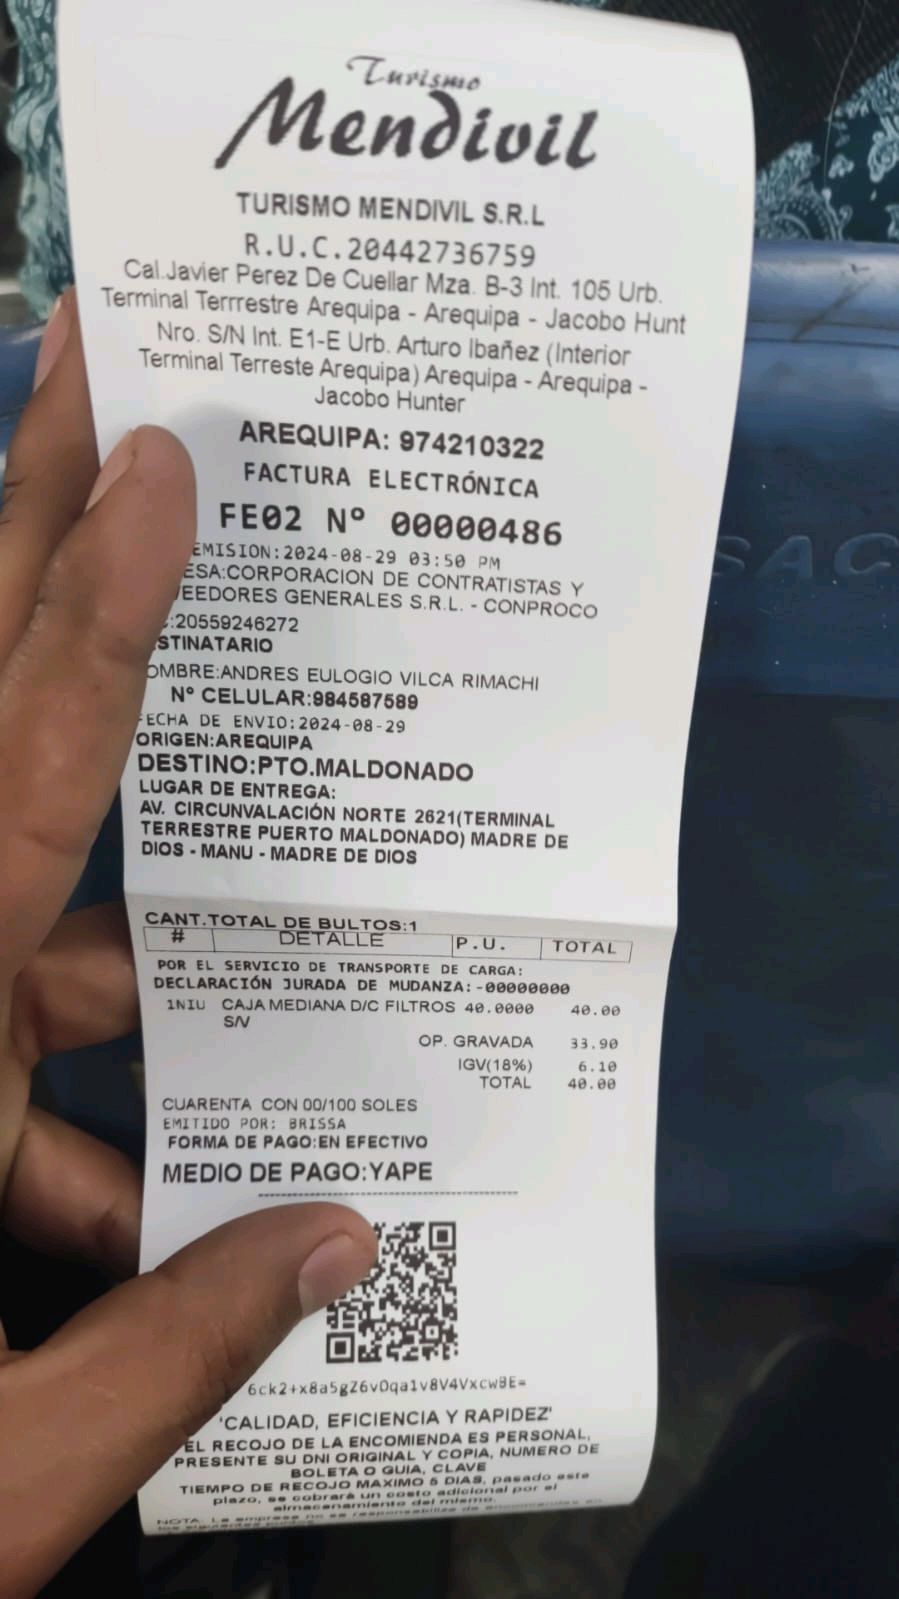 Turismo
Mendivil
TURISMO MENDIVIL S.R.L
R.U.C.20442736759
Cal.Javier Perez De Cuellar Mza. B-3 Int. 105 Urb.
Terminal Terrrestre Arequipa - Arequipa - Jacobo Hunt
Nro. S/N Int. E1-E Urb. Arturo Ibañez (Interior
Terminal Terreste Arequipa) Arequipa - Arequipa -
Jacobo Hunter
AREQUIPA: 974210322
FACTURA ELECTRÓNICA
FE02 Nº 00000486
EMISION:2024-08-29 03:50 PM
ESA:CORPORACION DE CONTRATISTAS Y
VEEDORES GENERALES S.R.L. - CONPROCO
:20559246272
STINATARIO
OMBRE:ANDRES EULOGIO VILCA RIMACHI
Nº CELULAR:984587589
ECHA DE ENVIO:2024-08-29
ORIGEN:AREQUIPA
DESTINO:PTO.MALDONADO
LUGAR DE ENTREGA:
AV. CIRCUNVALACIÓN NORTE 2621(TERMINAL
TERRESTRE PUERTO MALDONADO) MADRE DE
DIOS - MANU - MADRE DE DIOS
CANT.TOTAL DE BULTOS:1
# DETALLE P.U. TOTAL
POR EL SERVICIO DE TRANSPORTE DE CARGA:
DECLARACIÓN JURADA DE MUDANZA:-00000000
1NIU CAJA MEDIANA D/C FILTROS 40.0000 40.00
S/V
OP. GRAVADA 33.90
IGV(18%) 6.10
TOTAL 40.00
CUARENTA CON 00/100 SOLES
EMITIDO POR: BRISSA
FORMA DE PAGO:EN EFECTIVO
MEDIO DE PAGO:YAPE
6ck2+x8a5gZ6vOqa1v8V4VxcwBE=
'CALIDAD, EFICIENCIA Y RAPIDEZ'
EL RECOJO DE LA ENCOMIENDA ES PERSONAL,
PRESENTE SU DNI ORIGINAL Y COPIA, NUMERO DE
BOLETA O GUIA, CLAVE
TIEMPO DE RECOJO MAXIMO 5 DIAS, pasado este
plazo, se cobrará un costo adicional por el
almacenamiento del mismo.
NOTA: La empresa no se responsabiliza de encomiendas en